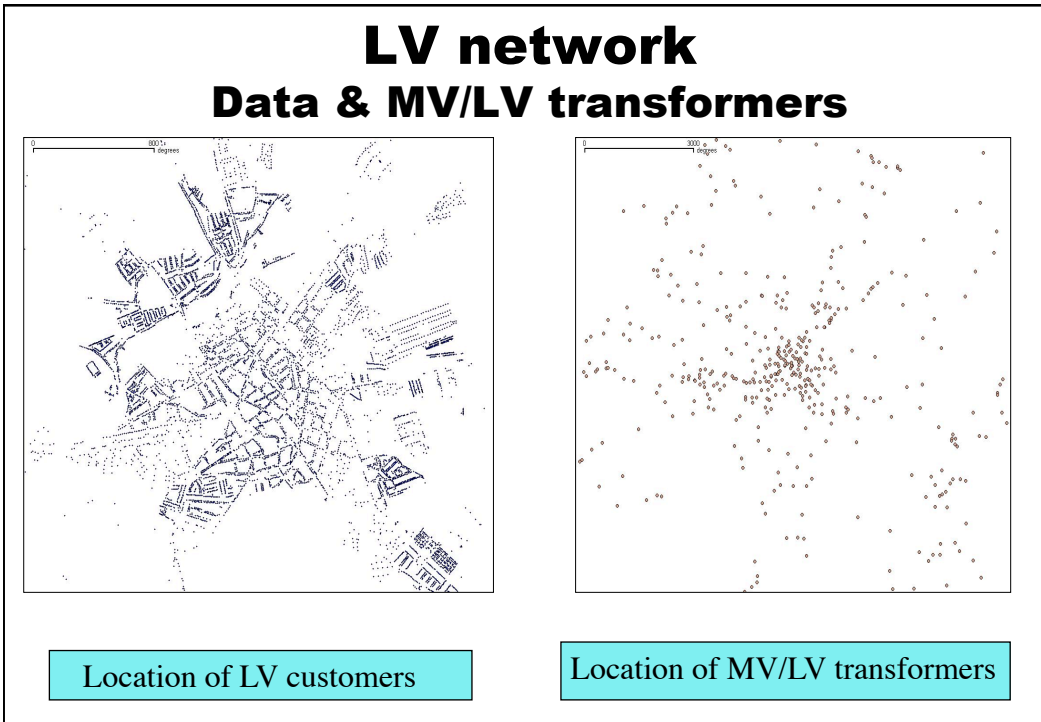 LV network
Data & MV/LV transformers
0
degrees
0 3000
degrees
Location of LV customers
Location of MV/LV transformers